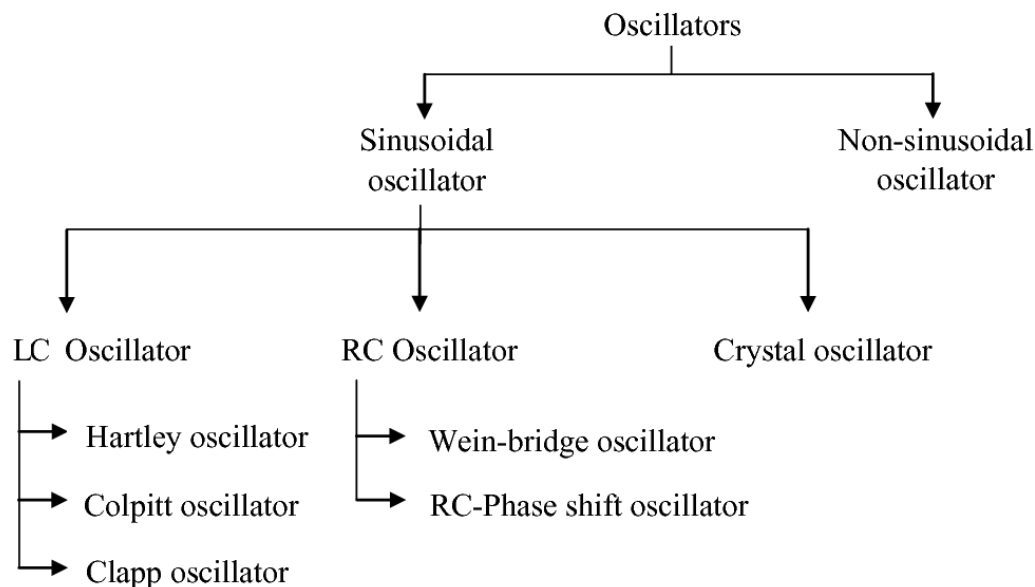 Oscillators
Sinusoidal
oscillator
Non-sinusoidal
oscillator
LC Oscillator
RC Oscillator
Crystal oscillator
Hartley oscillator
Colpitt oscillator
Clapp oscillator
Wein-bridge oscillator
RC-Phase shift oscillator